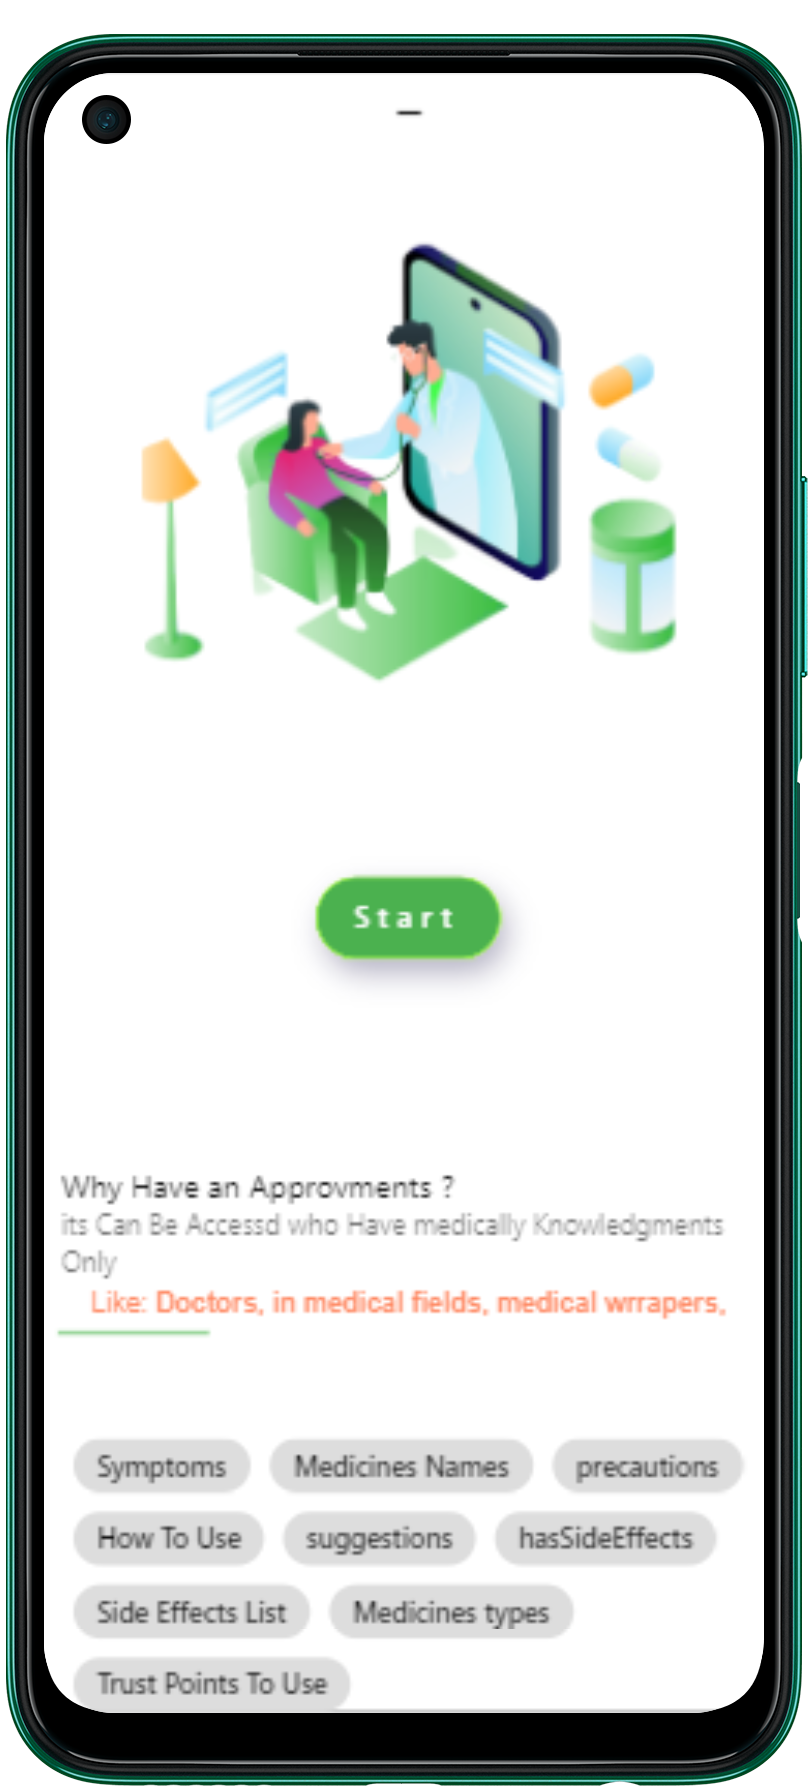 Start
Why Have an Approvments ?
its Can Be Accessd who Have medically Knowledgments
Only
Like: Doctors, in medical fields, medical wrrapers,
Symptoms
Medicines Names
precautions
How To Use
suggestions
hasSideEffects
Side Effects List
Medicines types
Trust Points To Use